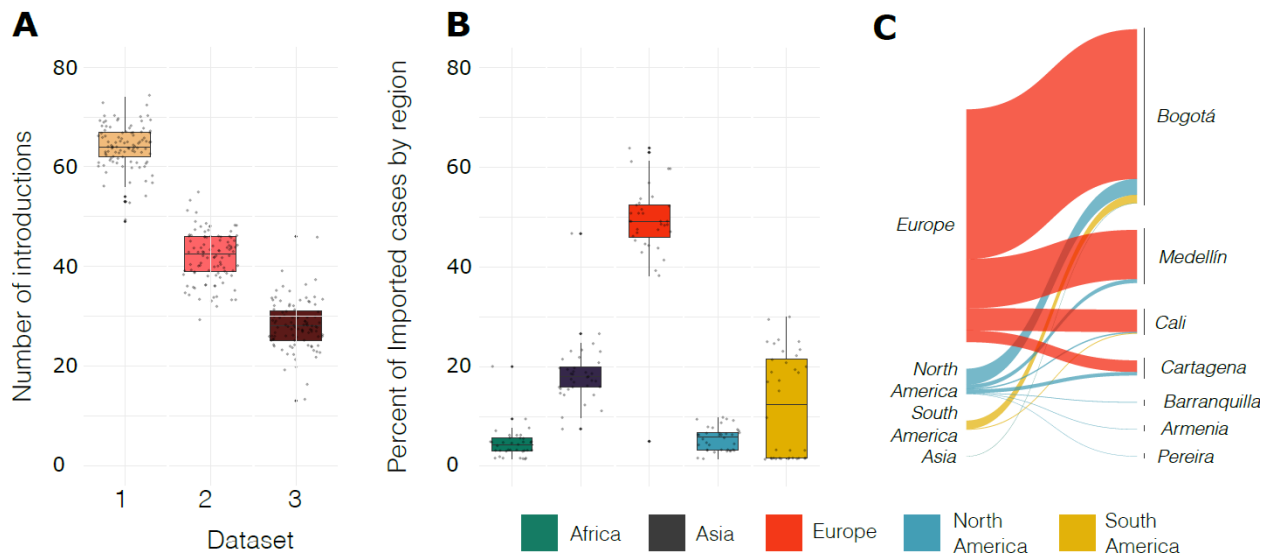 A
Number of introductions
80
60
40
20
0
1 2 3
Dataset
B
Percent of Imported cases by region
80
60
40
20
0
Africa
Asia
Europe
North
America
South
America
C
Europe
North
America
South
America
Asia
Bogotá
Medellín
Cali
Cartagena
Barranquilla
Armenia
Pereira